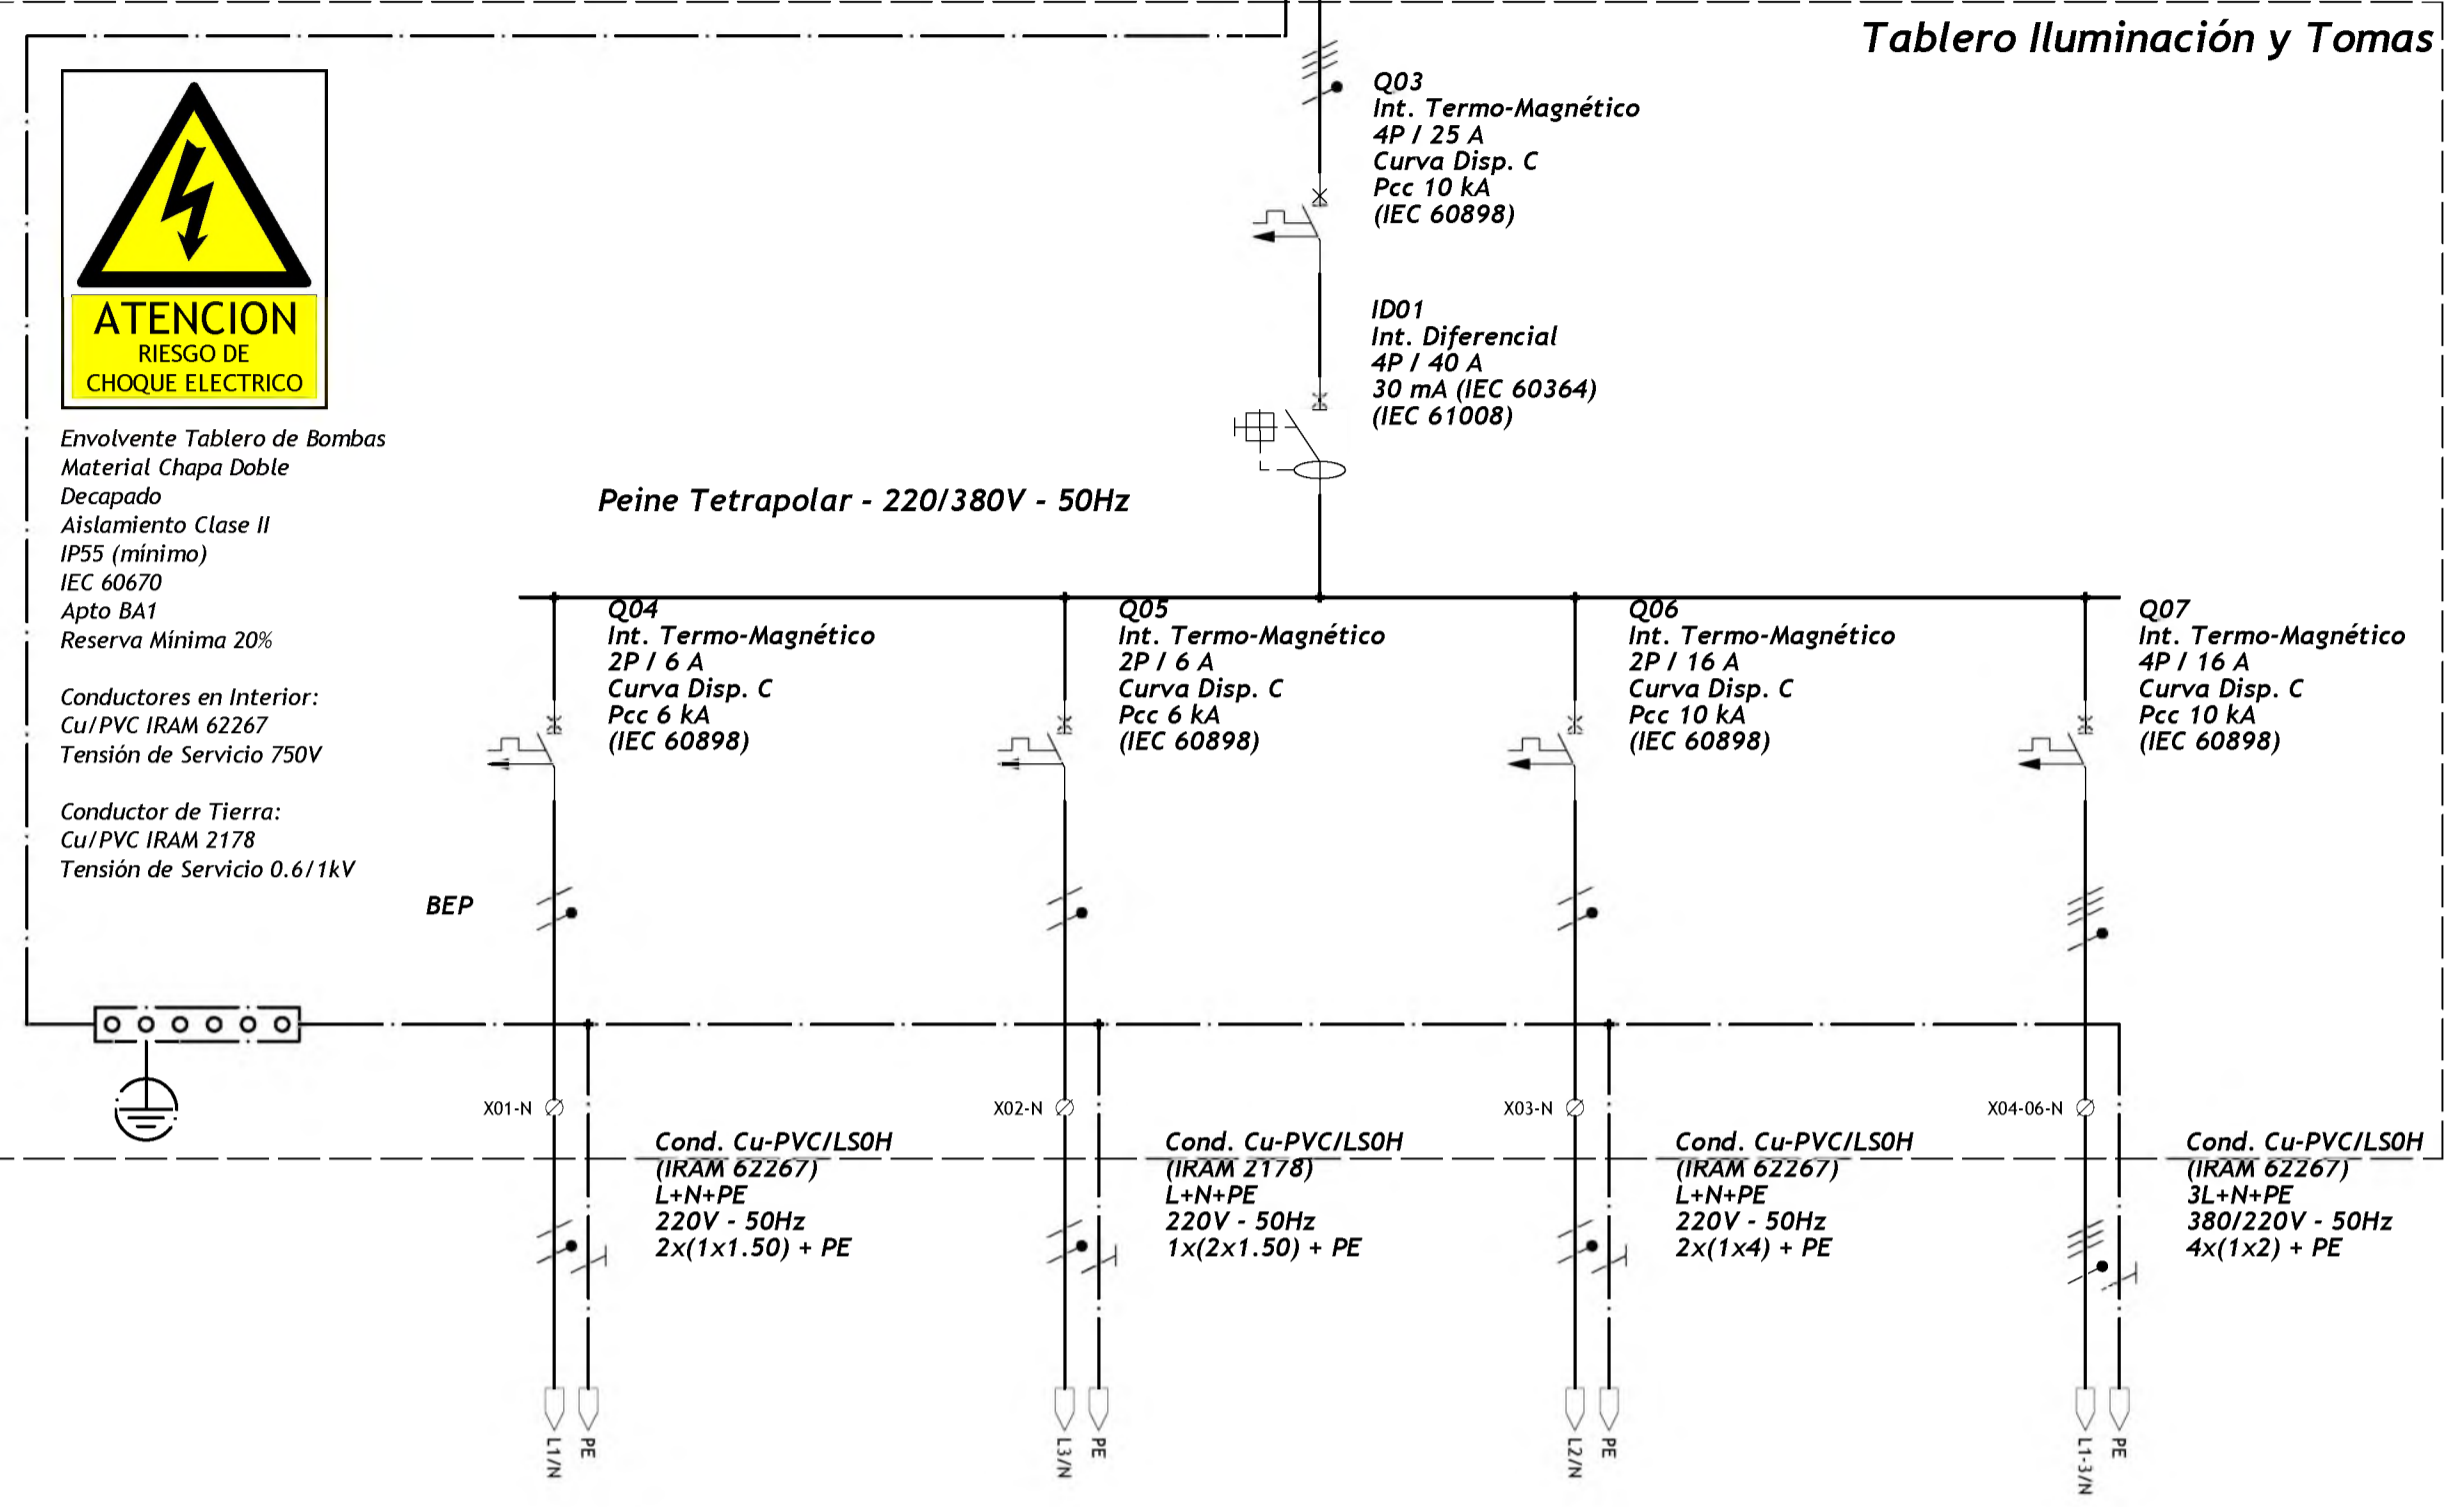 Tablero Iluminación y Tomas
Q03
Int. Termo-Magnético
4P / 25 A
Curva Disp. C
Pcc 10 kA
(IEC 60898)
ATENCION
RIESGO DE
CHOQUE ELECTRICO
ID01
Int. Diferencial
4P / 40 A
30 mA (IEC 60364)
(IEC 61008)
Envolvente Tablero de Bombas
Material Chapa Doble
Decapado
Aislamiento Clase II
IP55 (mínimo)
IEC 60670
Apto BA1
Reserva Mínima 20%
Conductores en Interior:
Cu/PVC IRAM 62267
Tensión de Servicio 750V
Conductor de Tierra:
Cu/PVC IRAM 2178
Tensión de Servicio 0.6/1kV
Peine Tetrapolar - 220/380V - 50Hz
Q04
Int. Termo-Magnético
2P / 6 A
Curva Disp. C
Pcc 6 kA
(IEC 60898)
Q05
Int. Termo-Magnético
2P / 6 A
Curva Disp. C
Pcc 6 kA
(IEC 60898)
Q06
Int. Termo-Magnético
2P / 16 A
Curva Disp. C
Pcc 10 kA
(IEC 60898)
Q07
Int. Termo-Magnético
4P / 16 A
Curva Disp. C
Pcc 10 kA
(IEC 60898)
BEP
X01-N
X02-N
X03-N
X04-06-N
Cond. Cu-PVC/LS0H
(IRAM 62267)
L+N+PE
220V - 50Hz
2x(1x1.50) + PE
Cond. Cu-PVC/LS0H
(IRAM 2178)
L+N+PE
220V - 50Hz
1x(2x1.50) + PE
Cond. Cu-PVC/LS0H
(IRAM 62267)
L+N+PE
220V - 50Hz
2x(1x4) + PE
Cond. Cu-PVC/LS0H
(IRAM 62267)
3L+N+PE
380/220V - 50Hz
4x(1x2) + PE
L1/N
PE
L3/N
PE
L2/N
PE
L1-3/N
PE